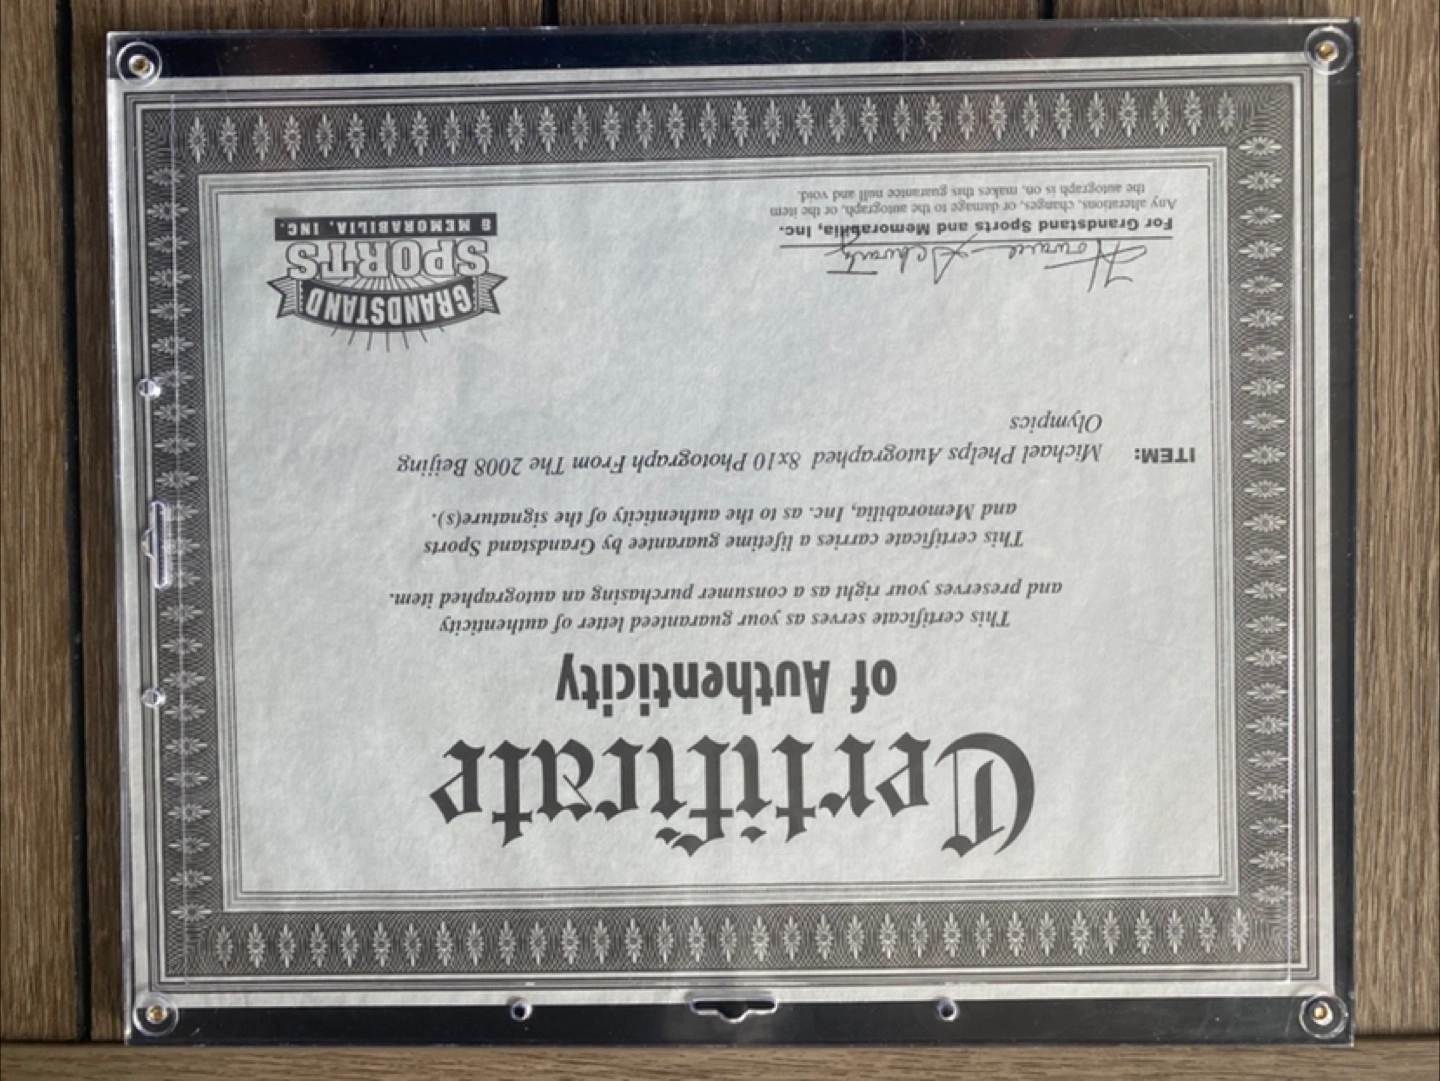 Certificate
of Authenticity
This certificate serves as your guaranteed letter of authenticity
and preserves your right as a consumer purchasing an autographed item.
This certificate carries a lifetime guarantee by Grandstand Sports
and Memorabilia, Inc. as to the authenticity of the signature(s).
ITEM: Michael Phelps Autographed 8x10 Photograph From The 2008 Beijing
Olympics
Howard Schwartz
For Grandstand Sports and Memorabilia, Inc.
Any alterations, changes, or damage to the autograph, or the item
the autograph is on, makes this guarantee null and void.
GRANDSTAND
SPORTS
& MEMORABILIA, INC.